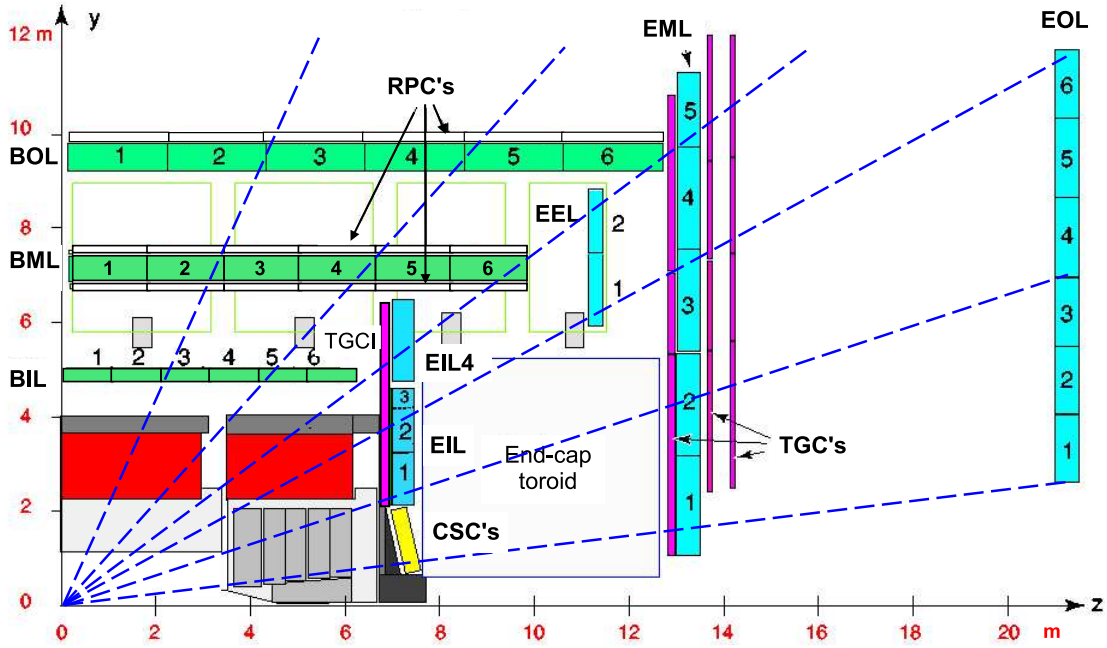 12 m
y
EML
EOL
RPC's
5
6
10
BOL
1 2 3 4 5 6
5
4
8
EEL
2
4
BML
1 2 3 4 5 6
1
3
3
6
TGCI
EIL4
2
BIL
1 2 3 4 5 6
4
3
2
EIL
2
1
TGC's
1
End-cap
toroid
2
1
CSC's
0
z
0 2 4 6 8 10 12 14 16 18 20 m